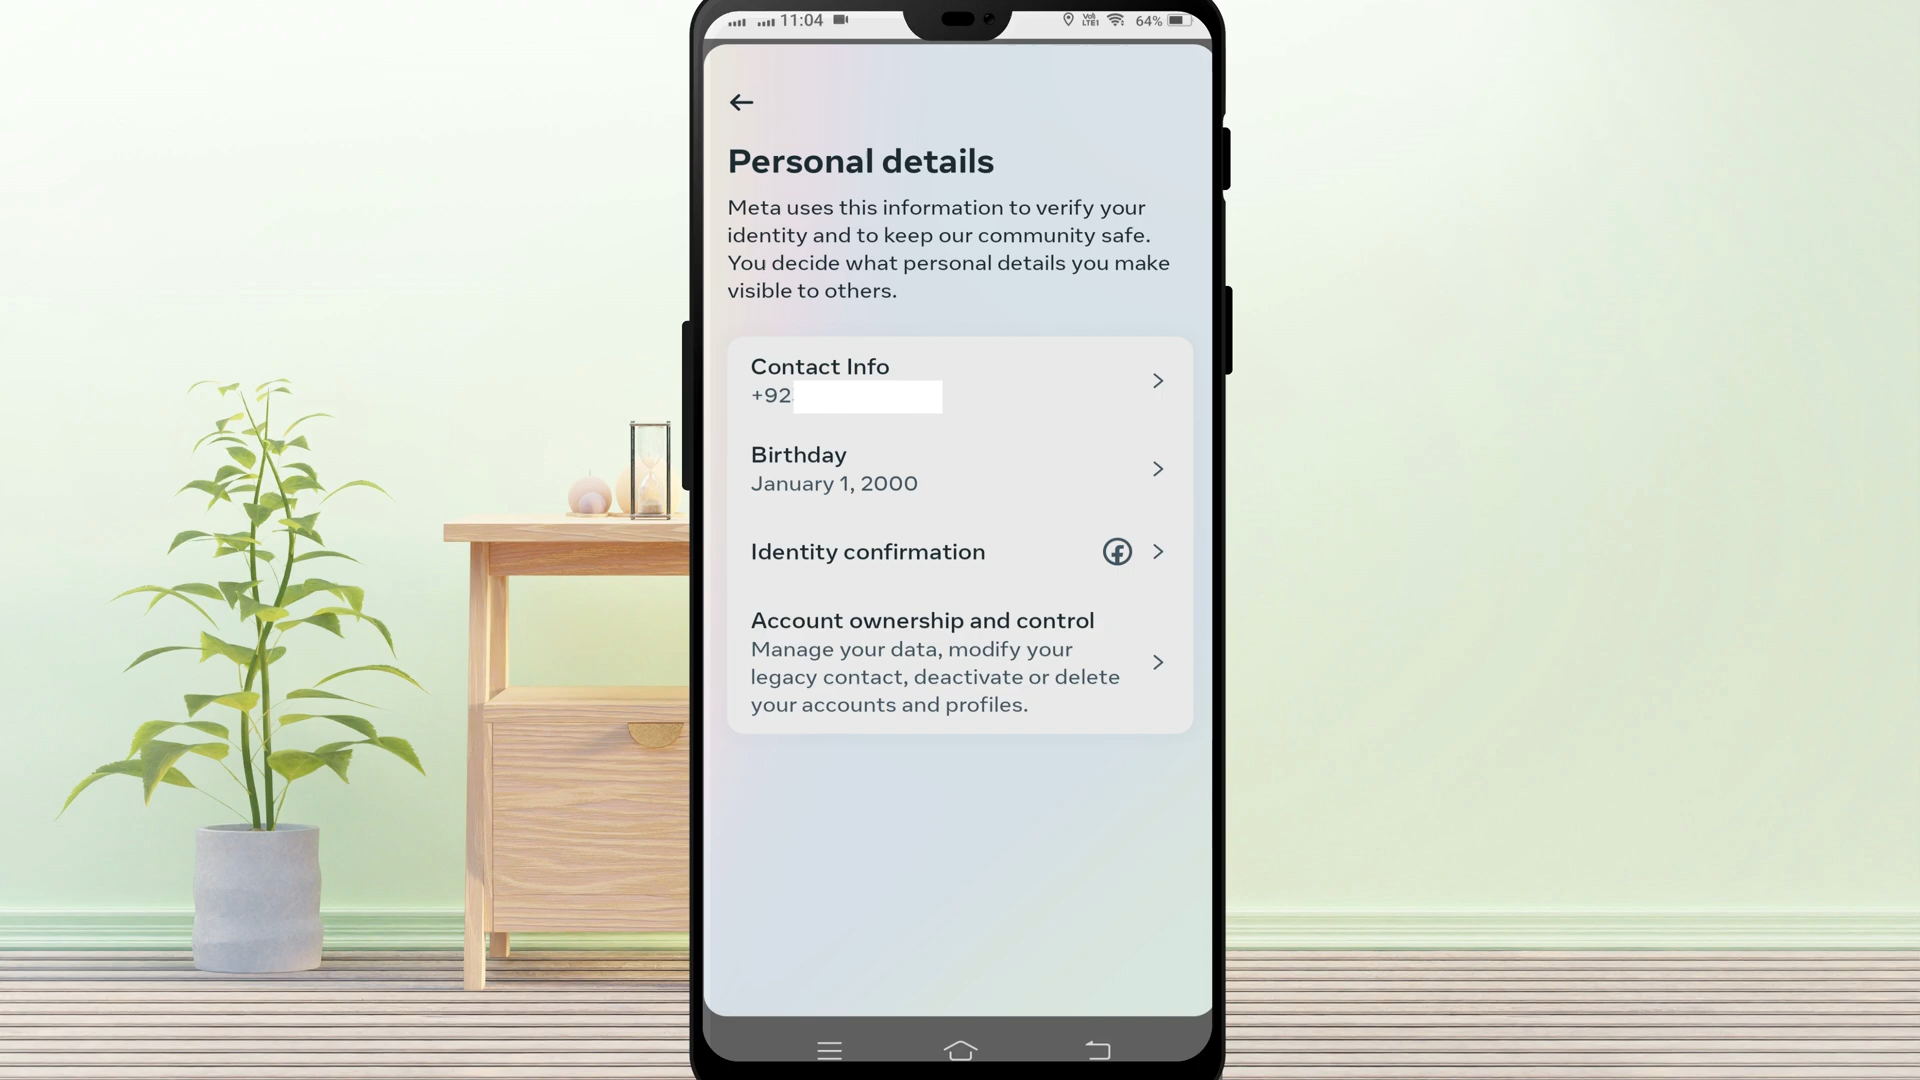 11:04
VoI LTE1
64%
Personal details
Meta uses this information to verify your
identity and to keep our community safe.
You decide what personal details you make
visible to others.
Contact Info
+92
Birthday
January 1, 2000
Identity confirmation
Account ownership and control
Manage your data, modify your
legacy contact, deactivate or delete
your accounts and profiles.